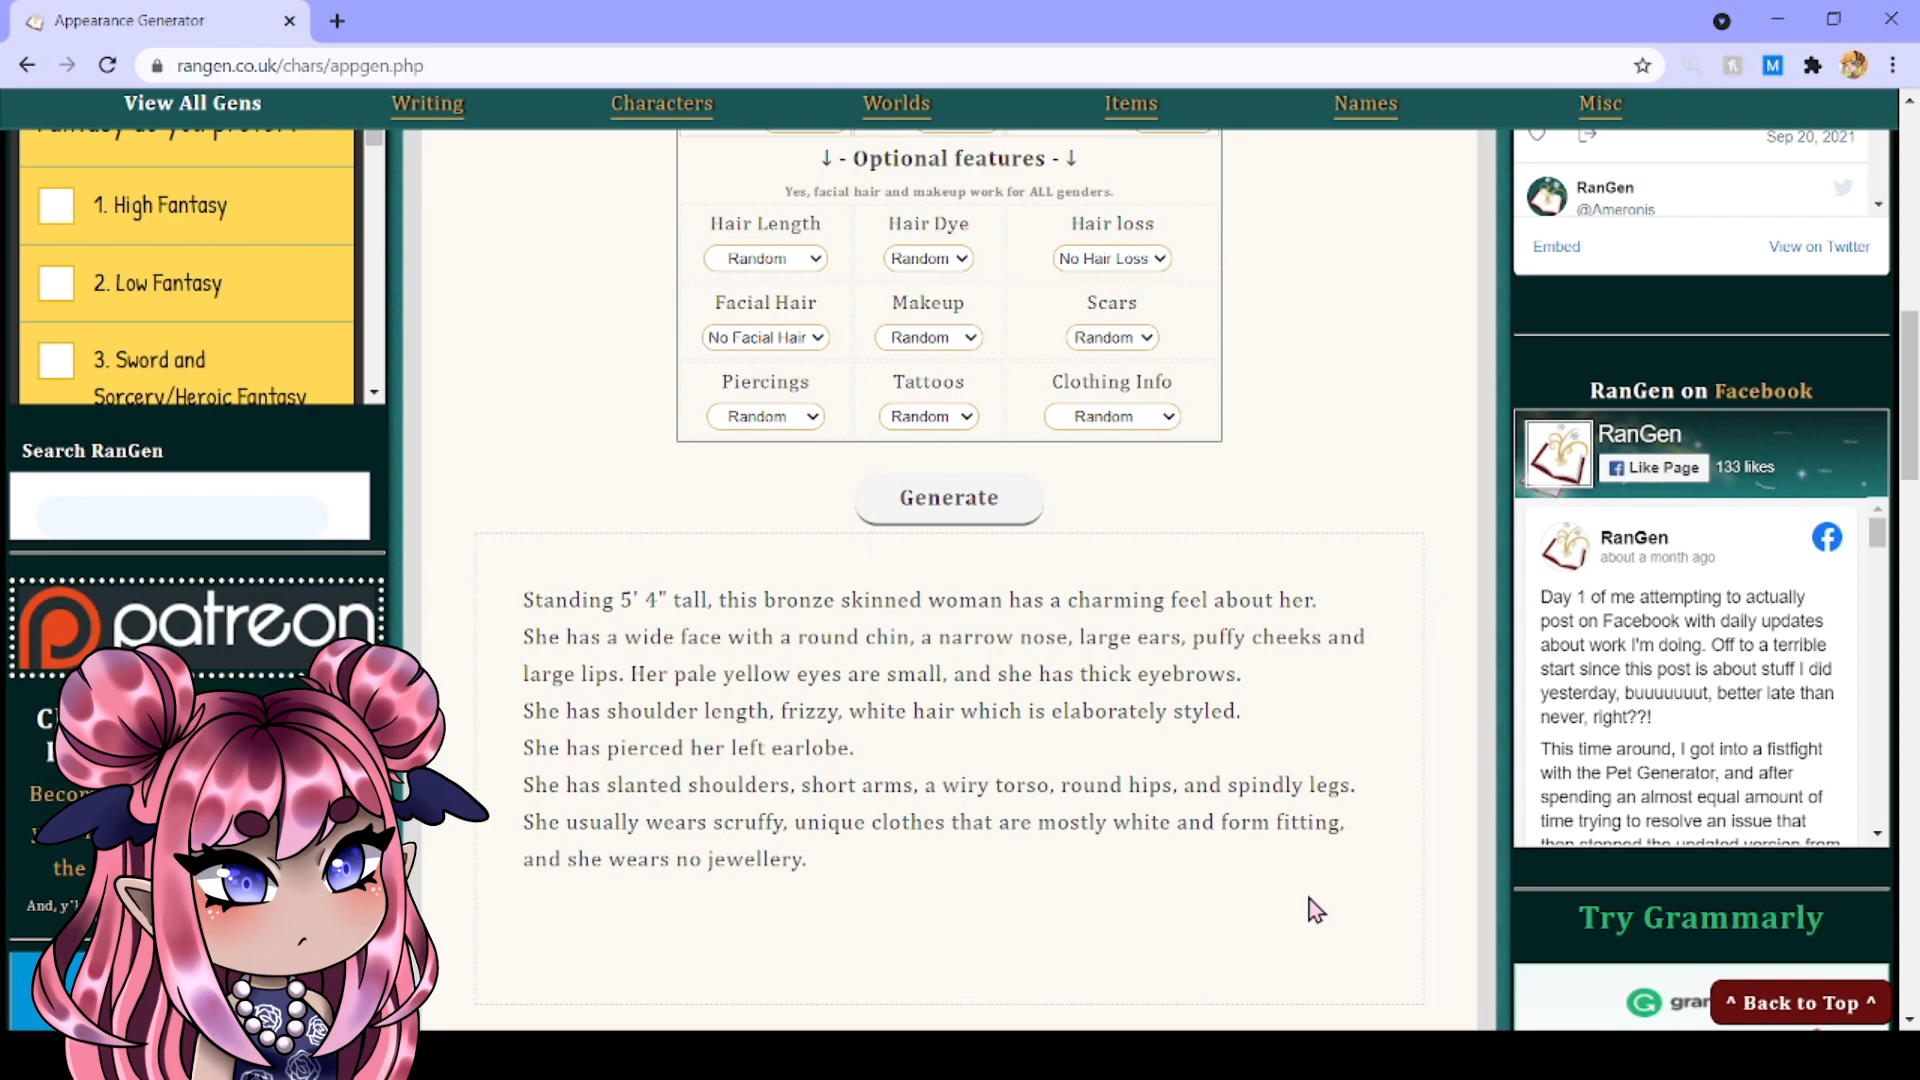 Appearance Generator
rangen.co.uk/chars/appgen.php
M
View All Gens
Writing
Characters
Worlds
Items
Names
Misc
1. High Fantasy
2. Low Fantasy
3. Sword and
Sorcery/Heroic Fantasy
Search RanGen
patreon
Becom
the
And, y'l
↓ - Optional features - ↓
Yes, facial hair and makeup work for ALL genders.
Hair Length
Hair Dye
Hair loss
Random
Random
No Hair Loss
Facial Hair
Makeup
Scars
No Facial Hair
Random
Random
Piercings
Tattoos
Clothing Info
Random
Random
Random
Generate
Standing 5' 4" tall, this bronze skinned woman has a charming feel about her.
She has a wide face with a round chin, a narrow nose, large ears, puffy cheeks and
large lips. Her pale yellow eyes are small, and she has thick eyebrows.
She has shoulder length, frizzy, white hair which is elaborately styled.
She has pierced her left earlobe.
She has slanted shoulders, short arms, a wiry torso, round hips, and spindly legs.
She usually wears scruffy, unique clothes that are mostly white and form fitting,
and she wears no jewellery.
Sep 20, 2021
RanGen
@Ameronis
Embed
View on Twitter
RanGen on Facebook
RanGen
Like Page
133 likes
RanGen
about a month ago
Day 1 of me attempting to actually
post on Facebook with daily updates
about work I'm doing. Off to a terrible
start since this post is about stuff I did
yesterday, buuuuuuut, better late than
never, right??!
This time around, I got into a fistfight
with the Pet Generator, and after
spending an almost equal amount of
time trying to resolve an issue that
then stopped the updated version from
Try Grammarly
gram
^ Back to Top ^